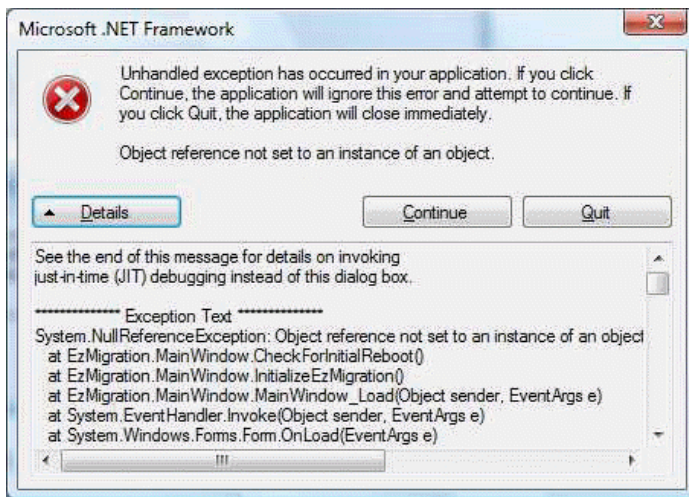 Microsoft .NET Framework
Unhandled exception has occurred in your application. If you click
Continue, the application will ignore this error and attempt to continue. If
you click Quit, the application will close immediately.
Object reference not set to an instance of an object.
Details
Continue
Quit
See the end of this message for details on invoking
just-in-time (JIT) debugging instead of this dialog box.
************** Exception Text **************
System.NullReferenceException: Object reference not set to an instance of an object
at EzMigration.MainWindow.CheckForInitialReboot()
at EzMigration.MainWindow.InitializeEzMigration()
at EzMigration.MainWindow.MainWindow_Load(Object sender, EventArgs e)
at System.EventHandler.Invoke(Object sender, EventArgs e)
at System.Windows.Forms.Form.OnLoad(EventArgs e)